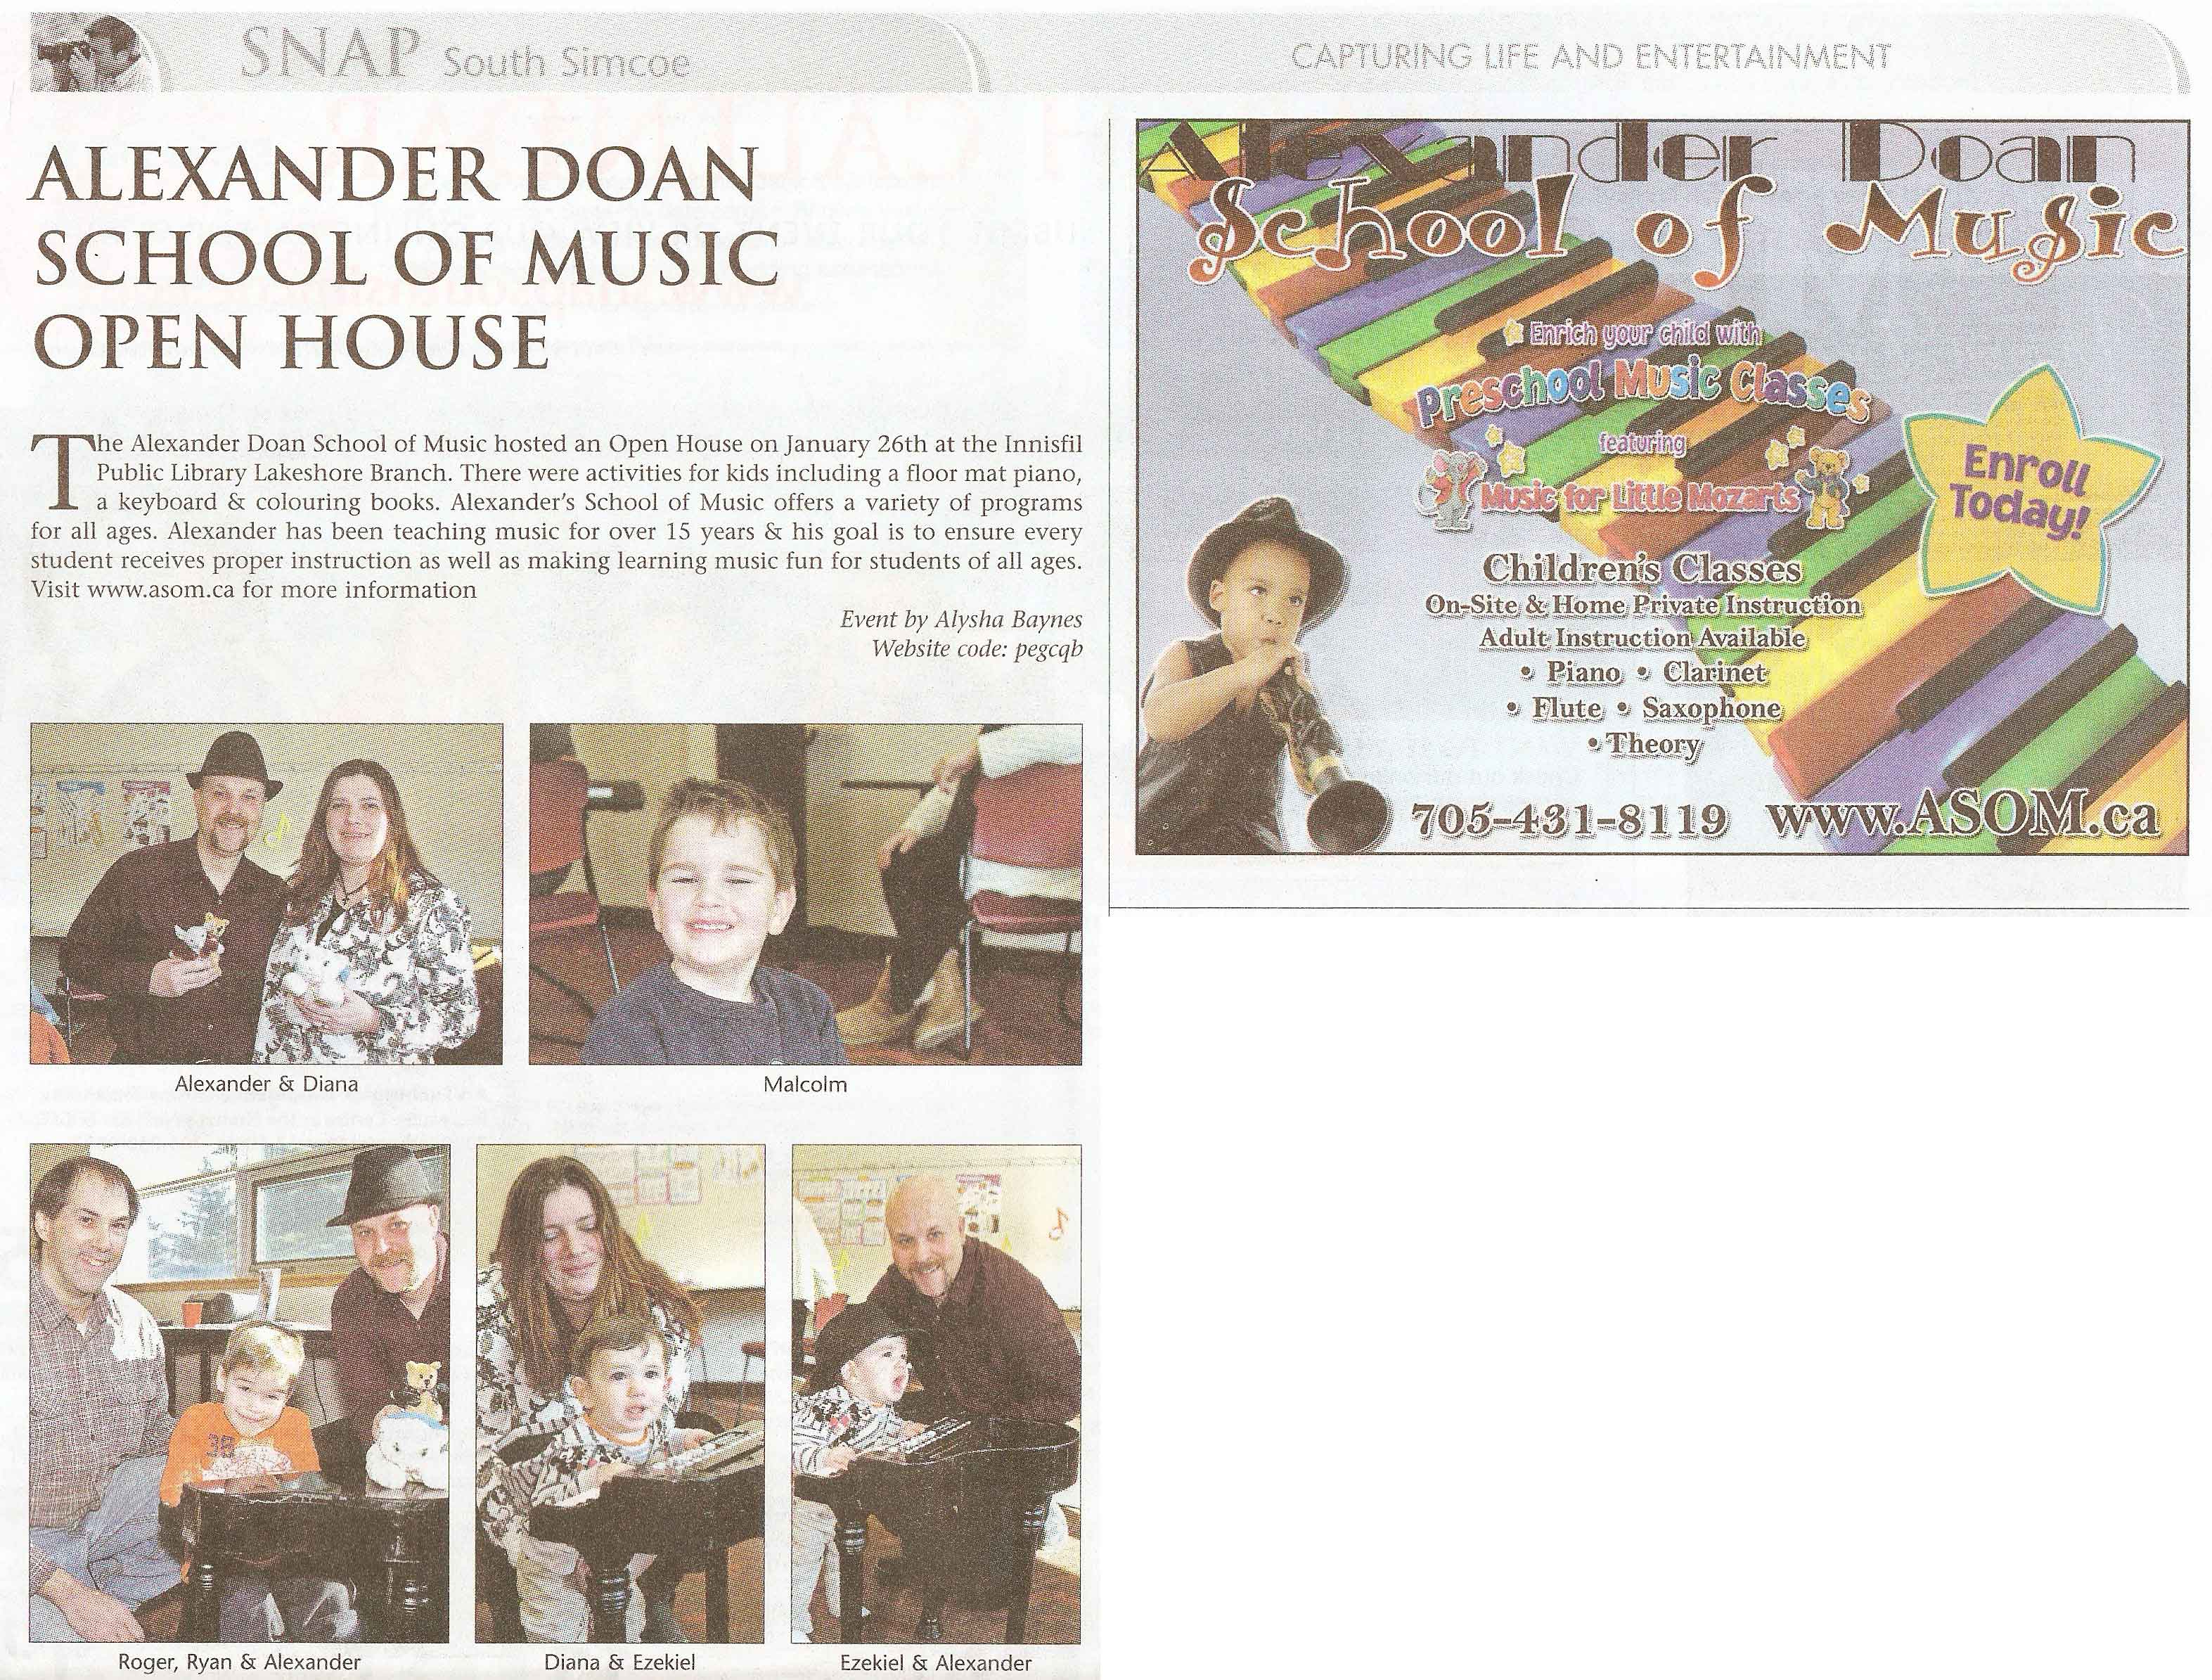 SNAP South Simcoe
CAPTURING LIFE AND ENTERTAINMENT
ALEXANDER DOAN
SCHOOL OF MUSIC
OPEN HOUSE
The Alexander Doan School of Music hosted an Open House on January 26th at the Innisfil
Public Library Lakeshore Branch. There were activities for kids including a floor mat piano,
a keyboard & colouring books. Alexander's School of Music offers a variety of programs
for all ages. Alexander has been teaching music for over 15 years & his goal is to ensure every
student receives proper instruction as well as making learning music fun for students of all ages.
Visit www.asom.ca for more information
Event by Alysha Baynes
Website code: pegcqb
Alexander & Diana
Malcolm
Roger, Ryan & Alexander
Diana & Ezekiel
Ezekiel & Alexander
Alexander Doan
School of Music
Enrich your child with
Preschool Music Classes
featuring
Music for Little Mozarts
Enroll
Today!
Children's Classes
On-Site & Home Private Instruction
Adult Instruction Available
• Piano • Clarinet
• Flute • Saxophone
• Theory
705-431-8119 www.ASOM.ca